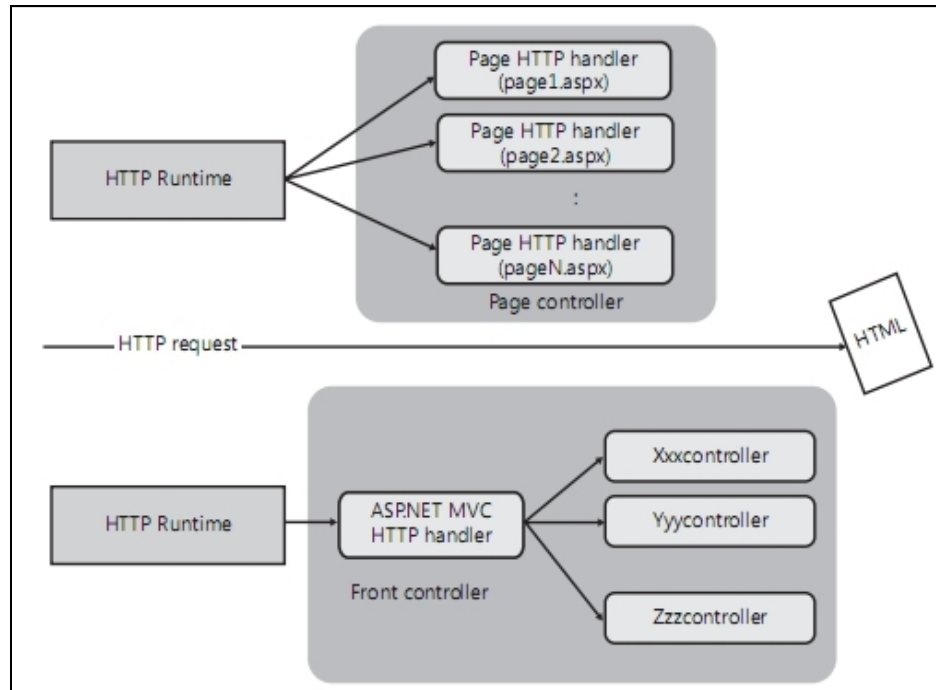 Page HTTP handler
(page1.aspx)
Page HTTP handler
(page2.aspx)
HTTP Runtime
:
Page HTTP handler
(pageN.aspx)
Page controller
HTTP request
HTML
Xxxcontroller
HTTP Runtime
ASP.NET MVC
HTTP handler
Yyycontroller
Front controller
Zzzcontroller